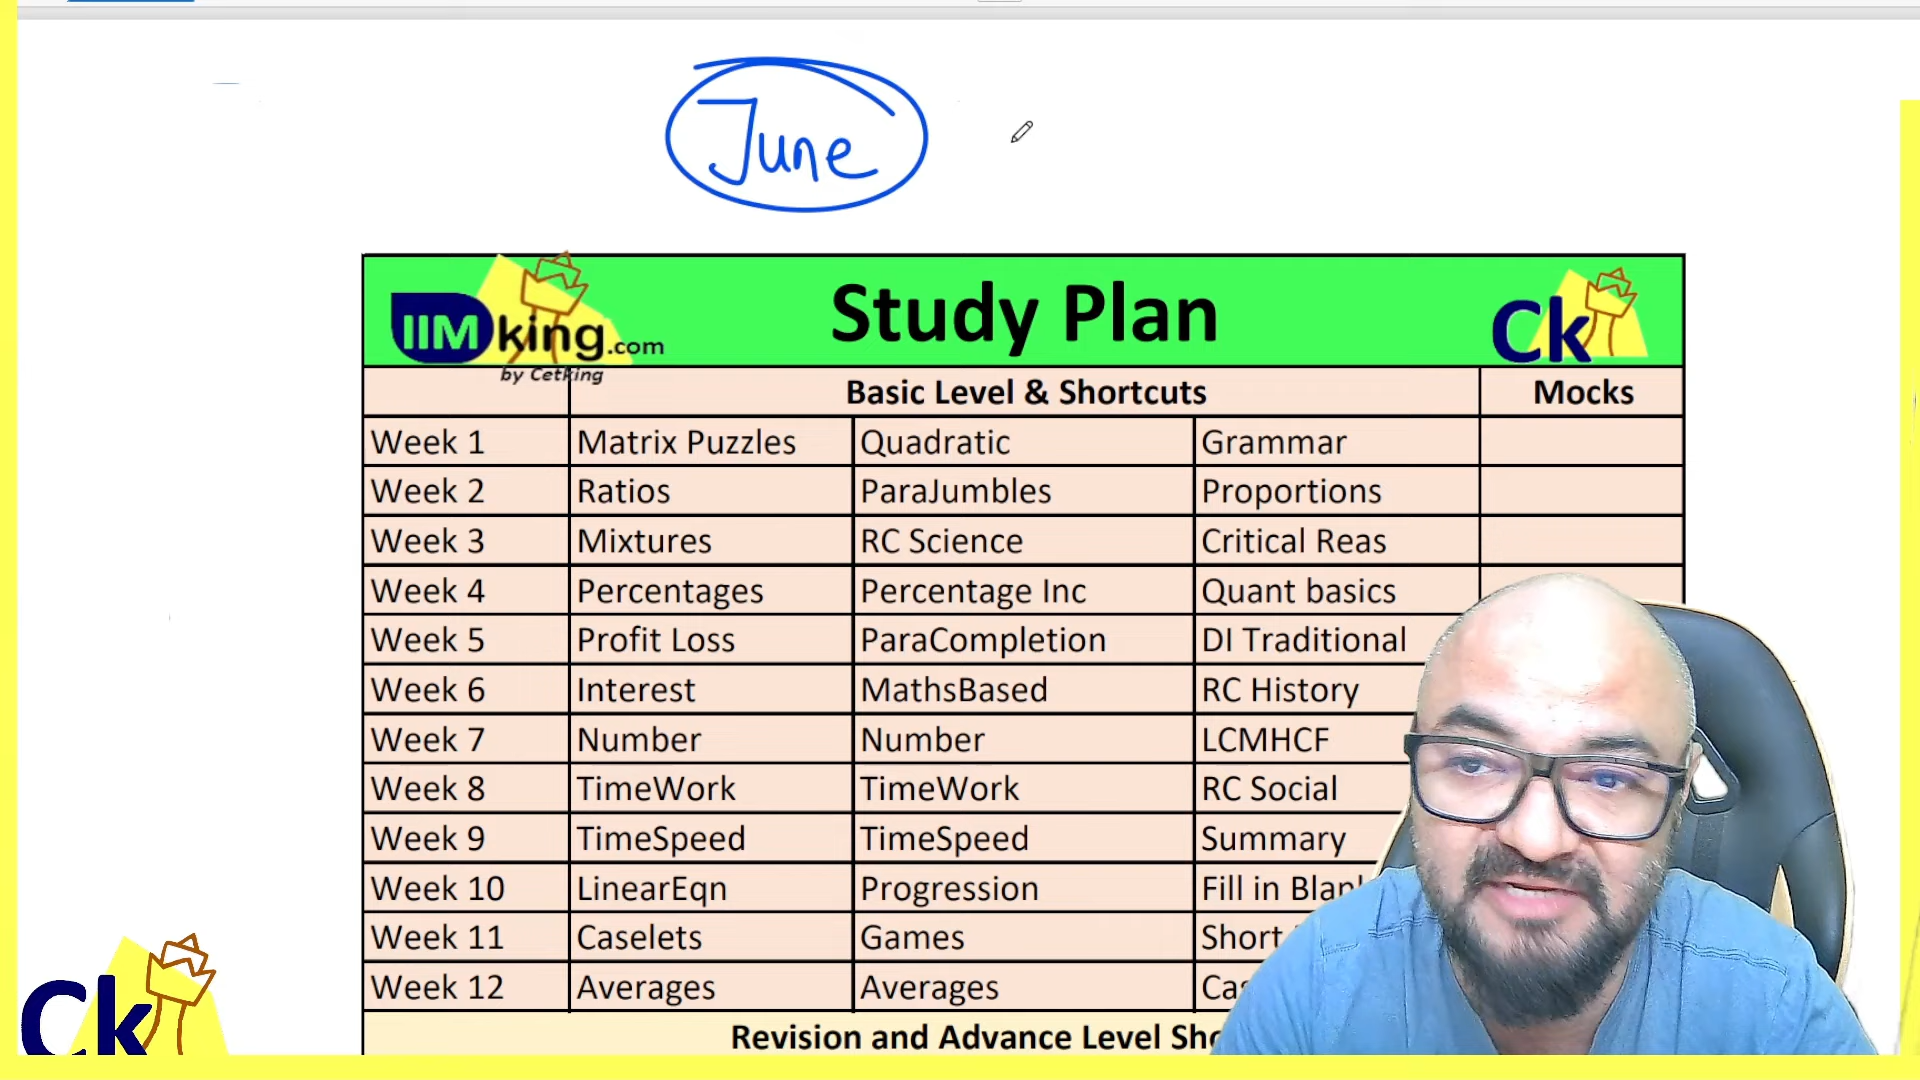 June
IIMking.com
by CetKing
Study Plan
Ck
Basic Level & Shortcuts Mocks
Week 1 Matrix Puzzles Quadratic Grammar
Week 2 Ratios ParaJumbles Proportions
Week 3 Mixtures RC Science Critical Reas
Week 4 Percentages Percentage Inc Quant basics
Week 5 Profit Loss ParaCompletion DI Traditional
Week 6 Interest MathsBased RC History
Week 7 Number Number LCMHCF
Week 8 TimeWork TimeWork RC Social
Week 9 TimeSpeed TimeSpeed Summary
Week 10 LinearEqn Progression Fill in
Week 11 Caselets Games Short
Week 12 Averages Averages
Revision and Advance Level
Ck